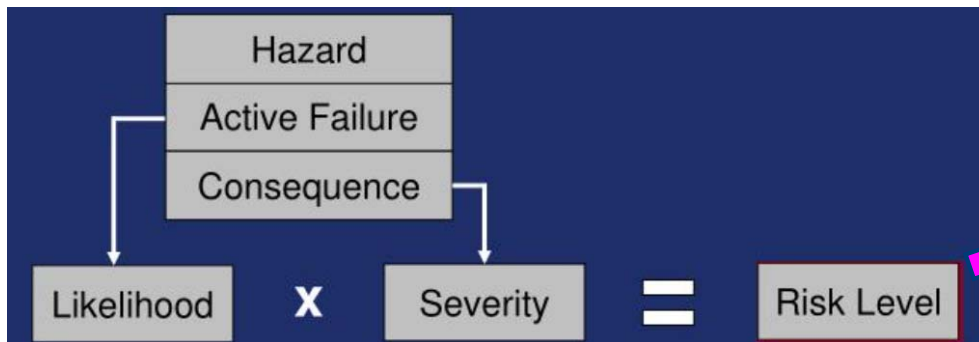 Hazard
Active Failure
Consequence
Likelihood x Severity = Risk Level